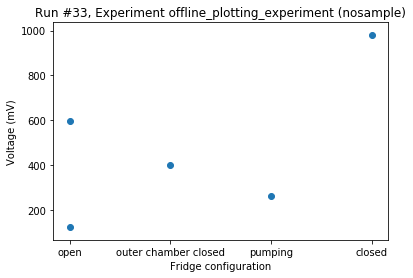 Run #33, Experiment offline_plotting_experiment (nosample)
1000
800
600
400
200
Voltage (mV)
open
outer chamber closed
pumping
closed
Fridge configuration